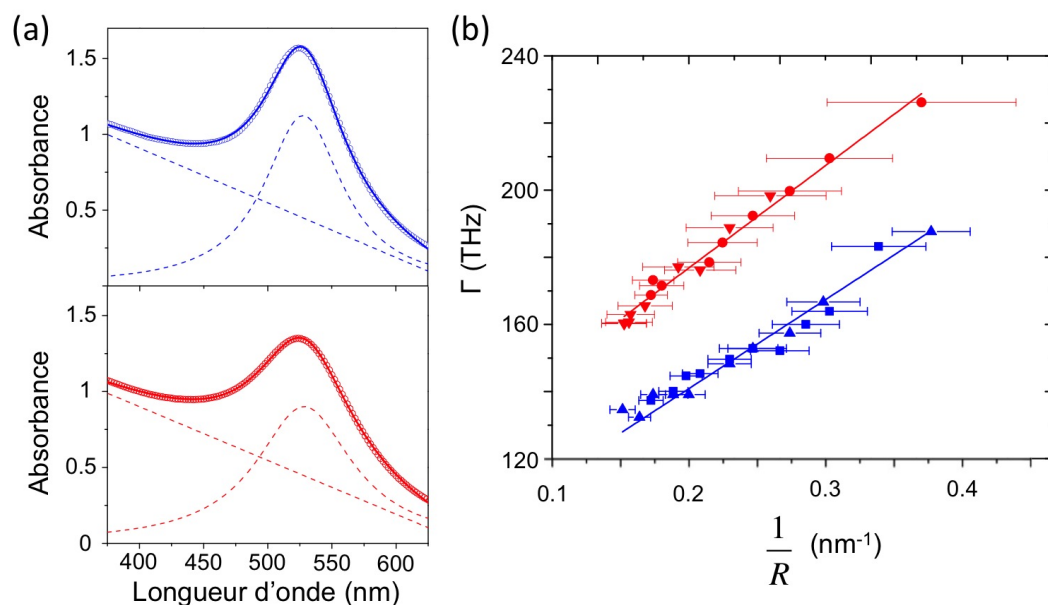 (a)
1.5
1
0.5
Absorbance
1.5
1
0.5
0
Absorbance
400 450 500 550 600
Longueur d'onde (nm)
(b)
240
200
160
120
Γ (THz)
0.1 0.2 0.3 0.4
1
R
(nm-1)